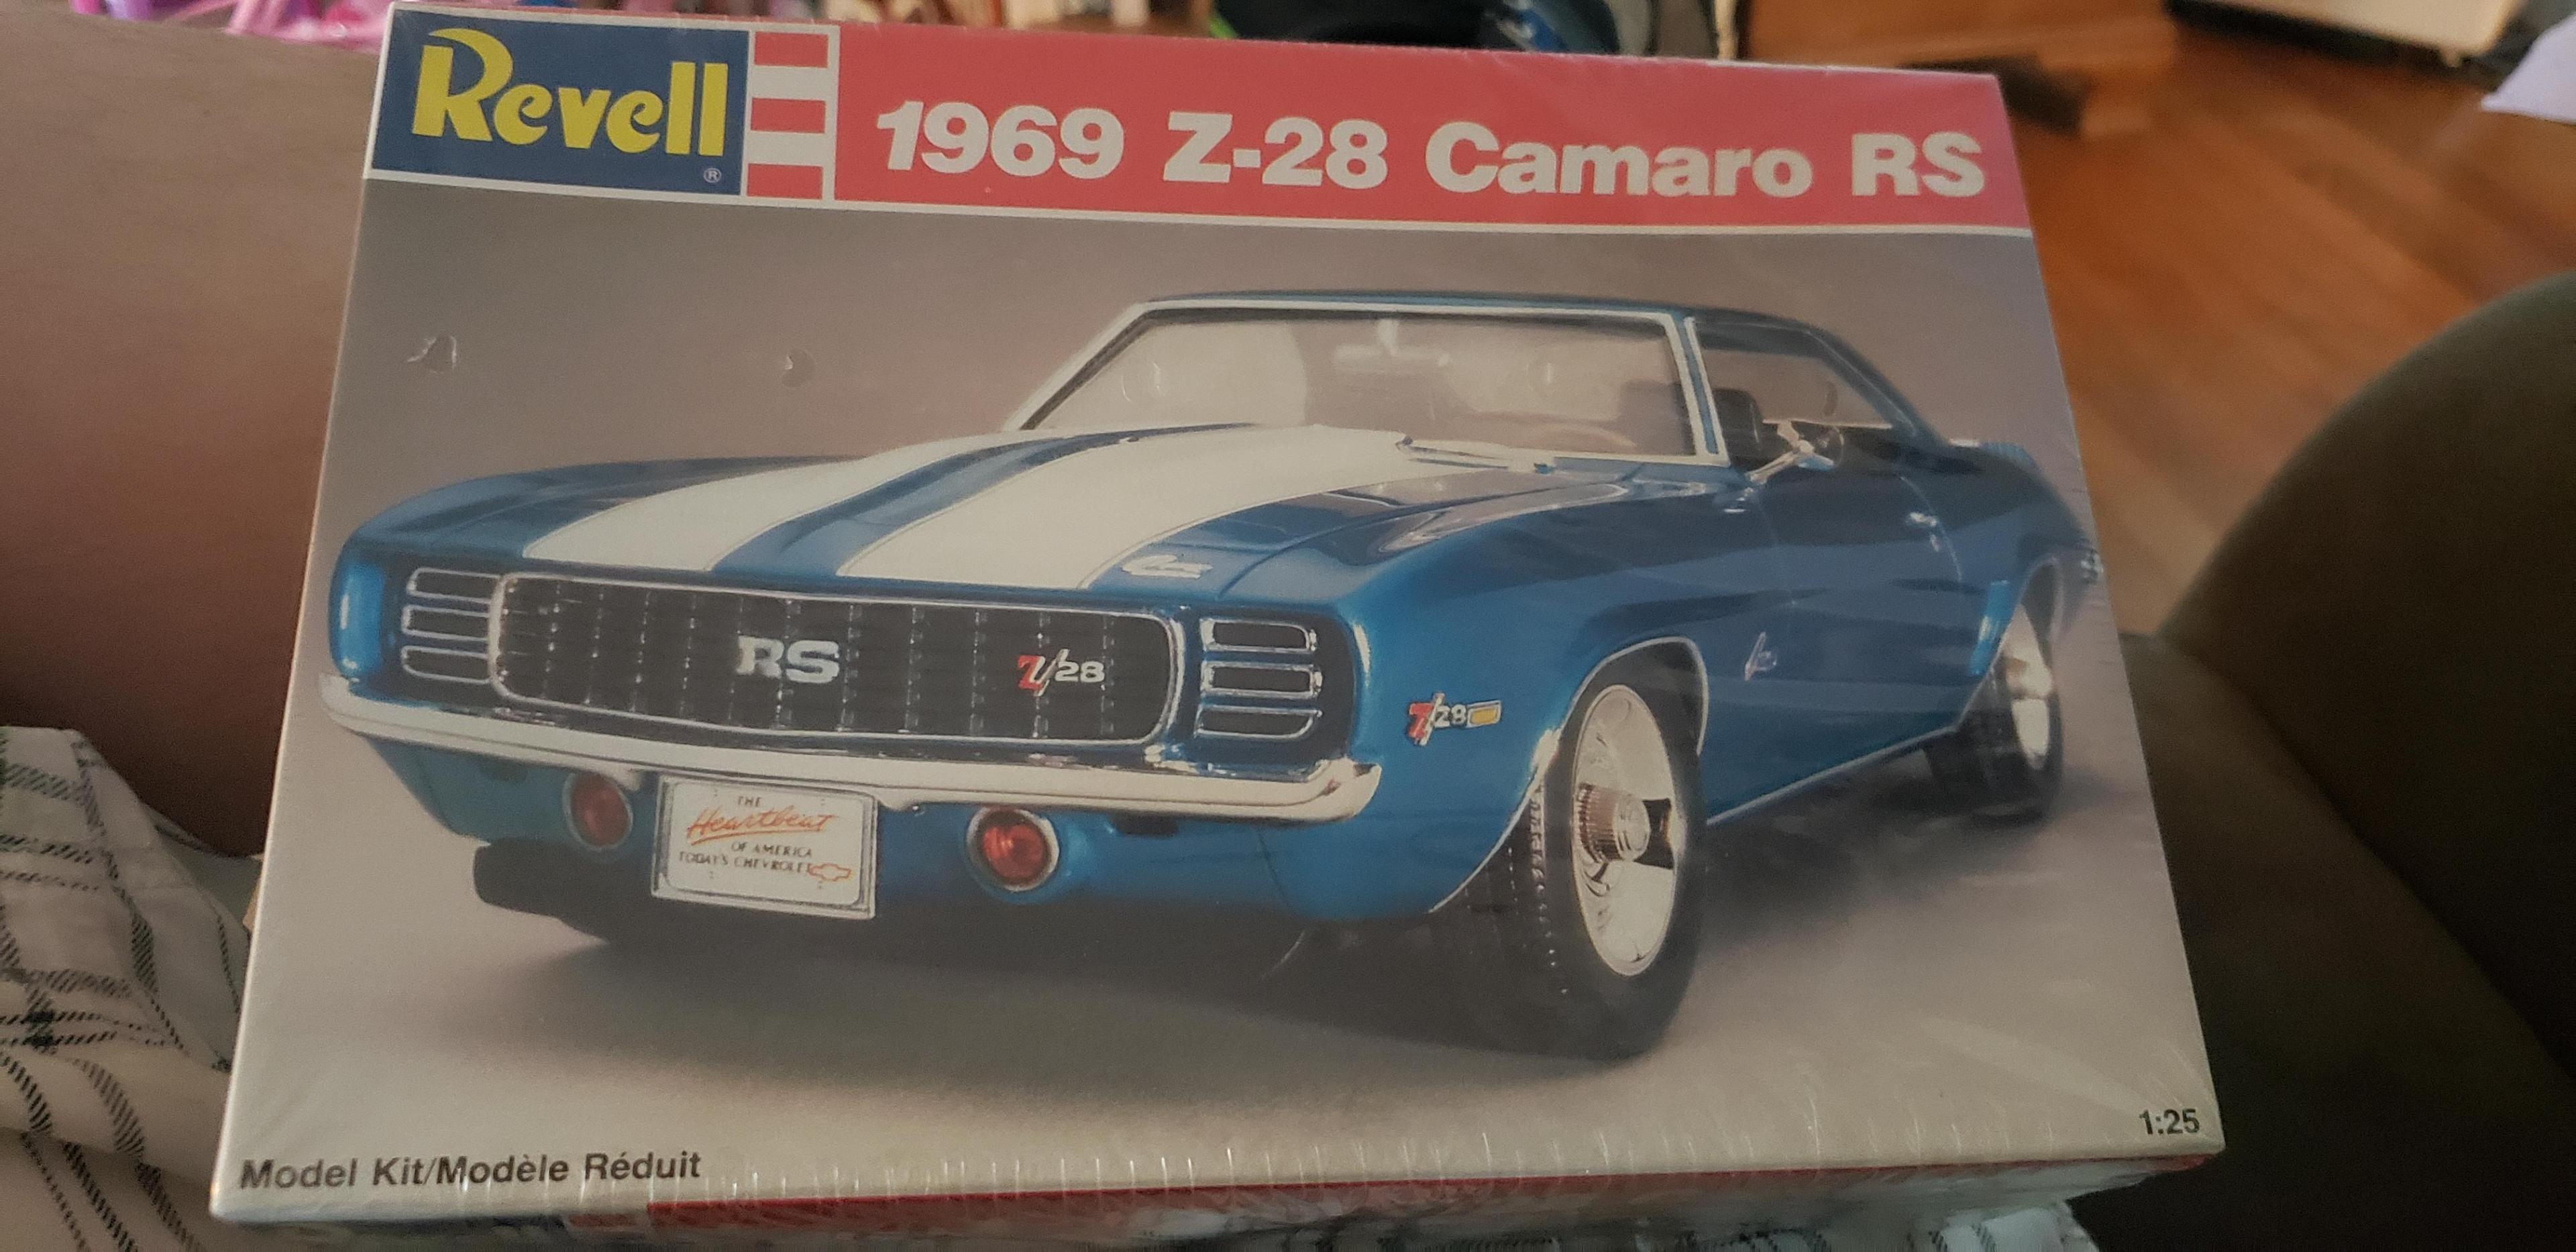 Revell
®
1969 Z-28 Camaro RS
RS
Z/28
Z/28
THE
Heartbeat
OF AMERICA
TODAY'S CHEVROLET
Model Kit/Modèle Réduit
1:25